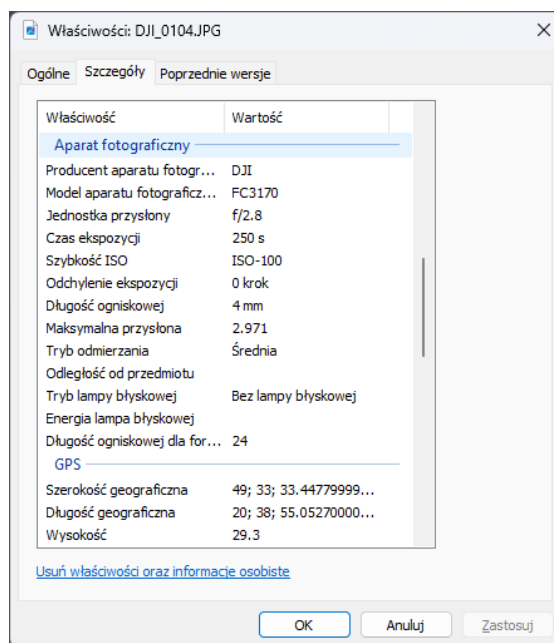 Właściwości: DJI_0104.JPG
Ogólne Szczegóły Poprzednie wersje
Właściwość Wartość
Aparat fotograficzny
Producent aparatu fotogr... DJI
Model aparatu fotograficz... FC3170
Jednostka przysłony f/2.8
Czas ekspozycji 250 s
Szybkość ISO ISO-100
Odchylenie ekspozycji 0 krok
Długość ogniskowej 4 mm
Maksymalna przysłona 2.971
Tryb odmierzania Średnia
Odległość od przedmiotu
Tryb lampy błyskowej Bez lampy błyskowej
Energia lampa błyskowej
Długość ogniskowej dla for... 24
GPS
Szerokość geograficzna 49; 33; 33.44779999...
Długość geograficzna 20; 38; 55.05270000...
Wysokość 29.3
Usuń właściwości oraz informacje osobiste
OK Anuluj Zastosuj